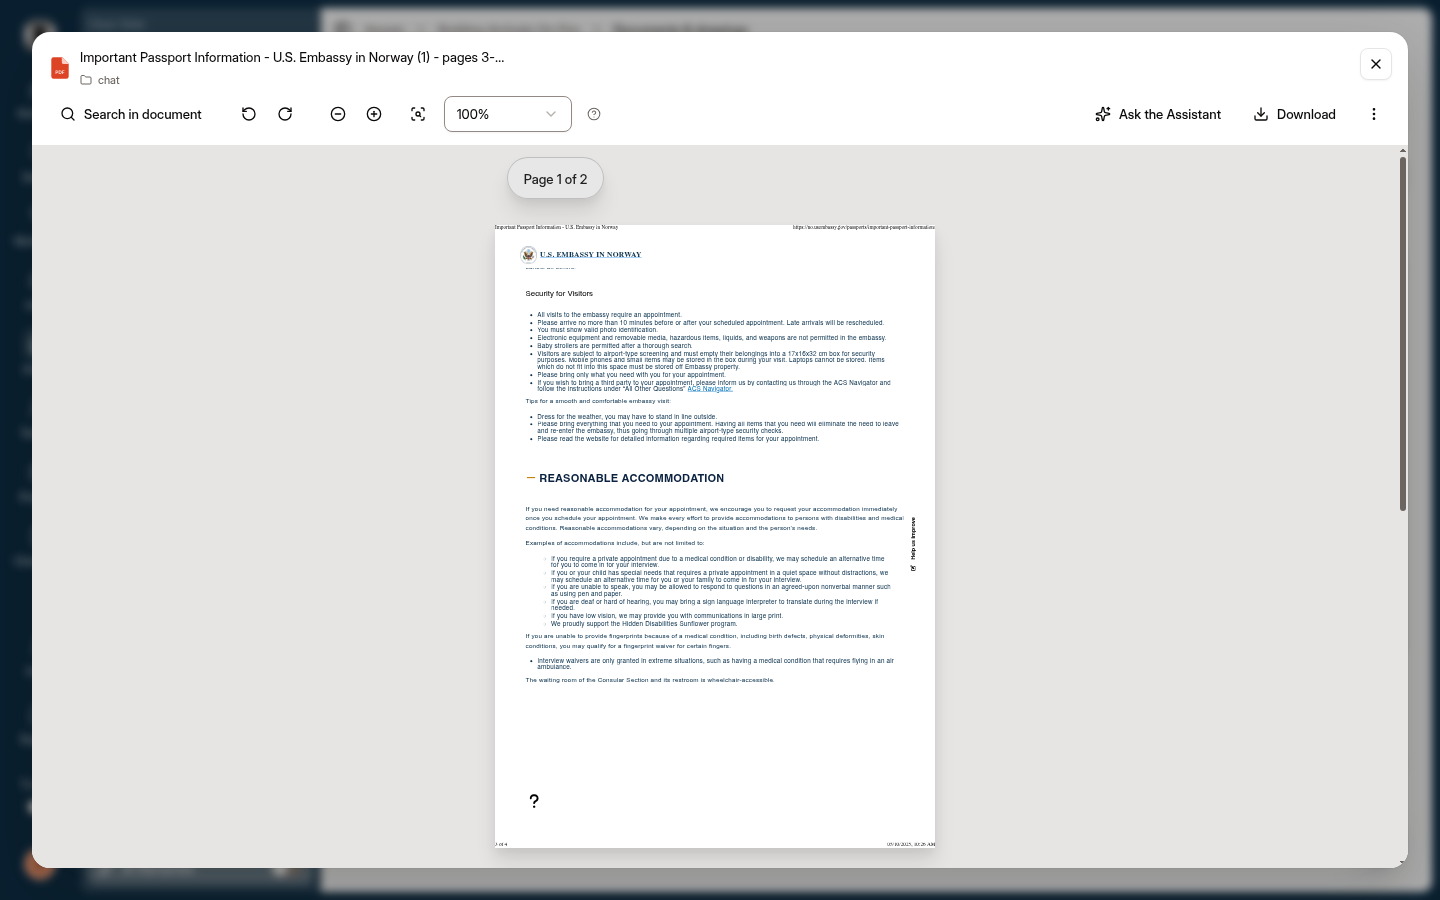 Important Passport Information - U.S. Embassy in Norway (1) - pages 3-...
chat
Search in document
100%
Ask the Assistant
Download
Page 1 of 2
Important Passport Information - U.S. Embassy in Norway
https://no.usembassy.gov/passports/important-passport-information
U.S. EMBASSY IN NORWAY
Security for Visitors
• All visits to the embassy require an appointment.
• Please arrive no more than 10 minutes before or after your scheduled appointment. Late arrivals will be rescheduled.
• You must show valid photo identification.
• Electronic equipment and removable media, hazardous items, liquids, and weapons are not permitted in the embassy.
• Baby strollers are permitted after a thorough search.
• Visitors are subject to airport-type screening and must empty their belongings into a 17x16x32 cm box for security
purposes. Mobile phones and small items may be stored in the box during your visit. Laptops cannot be stored. Items
which do not fit into this space must be stored off Embassy property.
• Please bring only what you need with you for your appointment.
• If you wish to bring a third party to your appointment, please inform us by contacting us through the ACS Navigator and
follow the instructions under “All Other Questions” ACS Navigator.
Tips for a smooth and comfortable embassy visit:
• Dress for the weather, you may have to stand in line outside.
• Please bring everything that you need to your appointment. Having all items that you need will eliminate the need to leave
and re-enter the embassy, thus going through multiple airport-type security checks.
• Please read the website for detailed information regarding required items for your appointment.
— REASONABLE ACCOMMODATION
If you need reasonable accommodation for your appointment, we encourage you to request your accommodation immediately
once you schedule your appointment. We make every effort to provide accommodations to persons with disabilities and medical
conditions. Reasonable accommodations vary, depending on the situation and the person's needs.
Examples of accommodations include, but are not limited to:
If you require a private appointment due to a medical condition or disability, we may schedule an alternative time
for you to come in for your interview.
If you or your child has special needs that requires a private appointment in a quiet space without distractions, we
may schedule an alternative time for you or your family to come in for your interview.
If you are unable to speak, you may be allowed to respond to questions in an agreed-upon nonverbal manner such
as using pen and paper.
If you are deaf or hard of hearing, you may bring a sign language interpreter to translate during the interview if
needed.
If you have low vision, we may provide you with communications in large print.
We proudly support the Hidden Disabilities Sunflower program.
If you are unable to provide fingerprints because of a medical condition, including birth defects, physical deformities, skin
conditions, you may qualify for a fingerprint waiver for certain fingers.
• Interview waivers are only granted in extreme situations, such as having a medical condition that requires flying in an air
ambulance.
The waiting room of the Consular Section and its restroom is wheelchair-accessible.
Help us improve
?
3 of 4